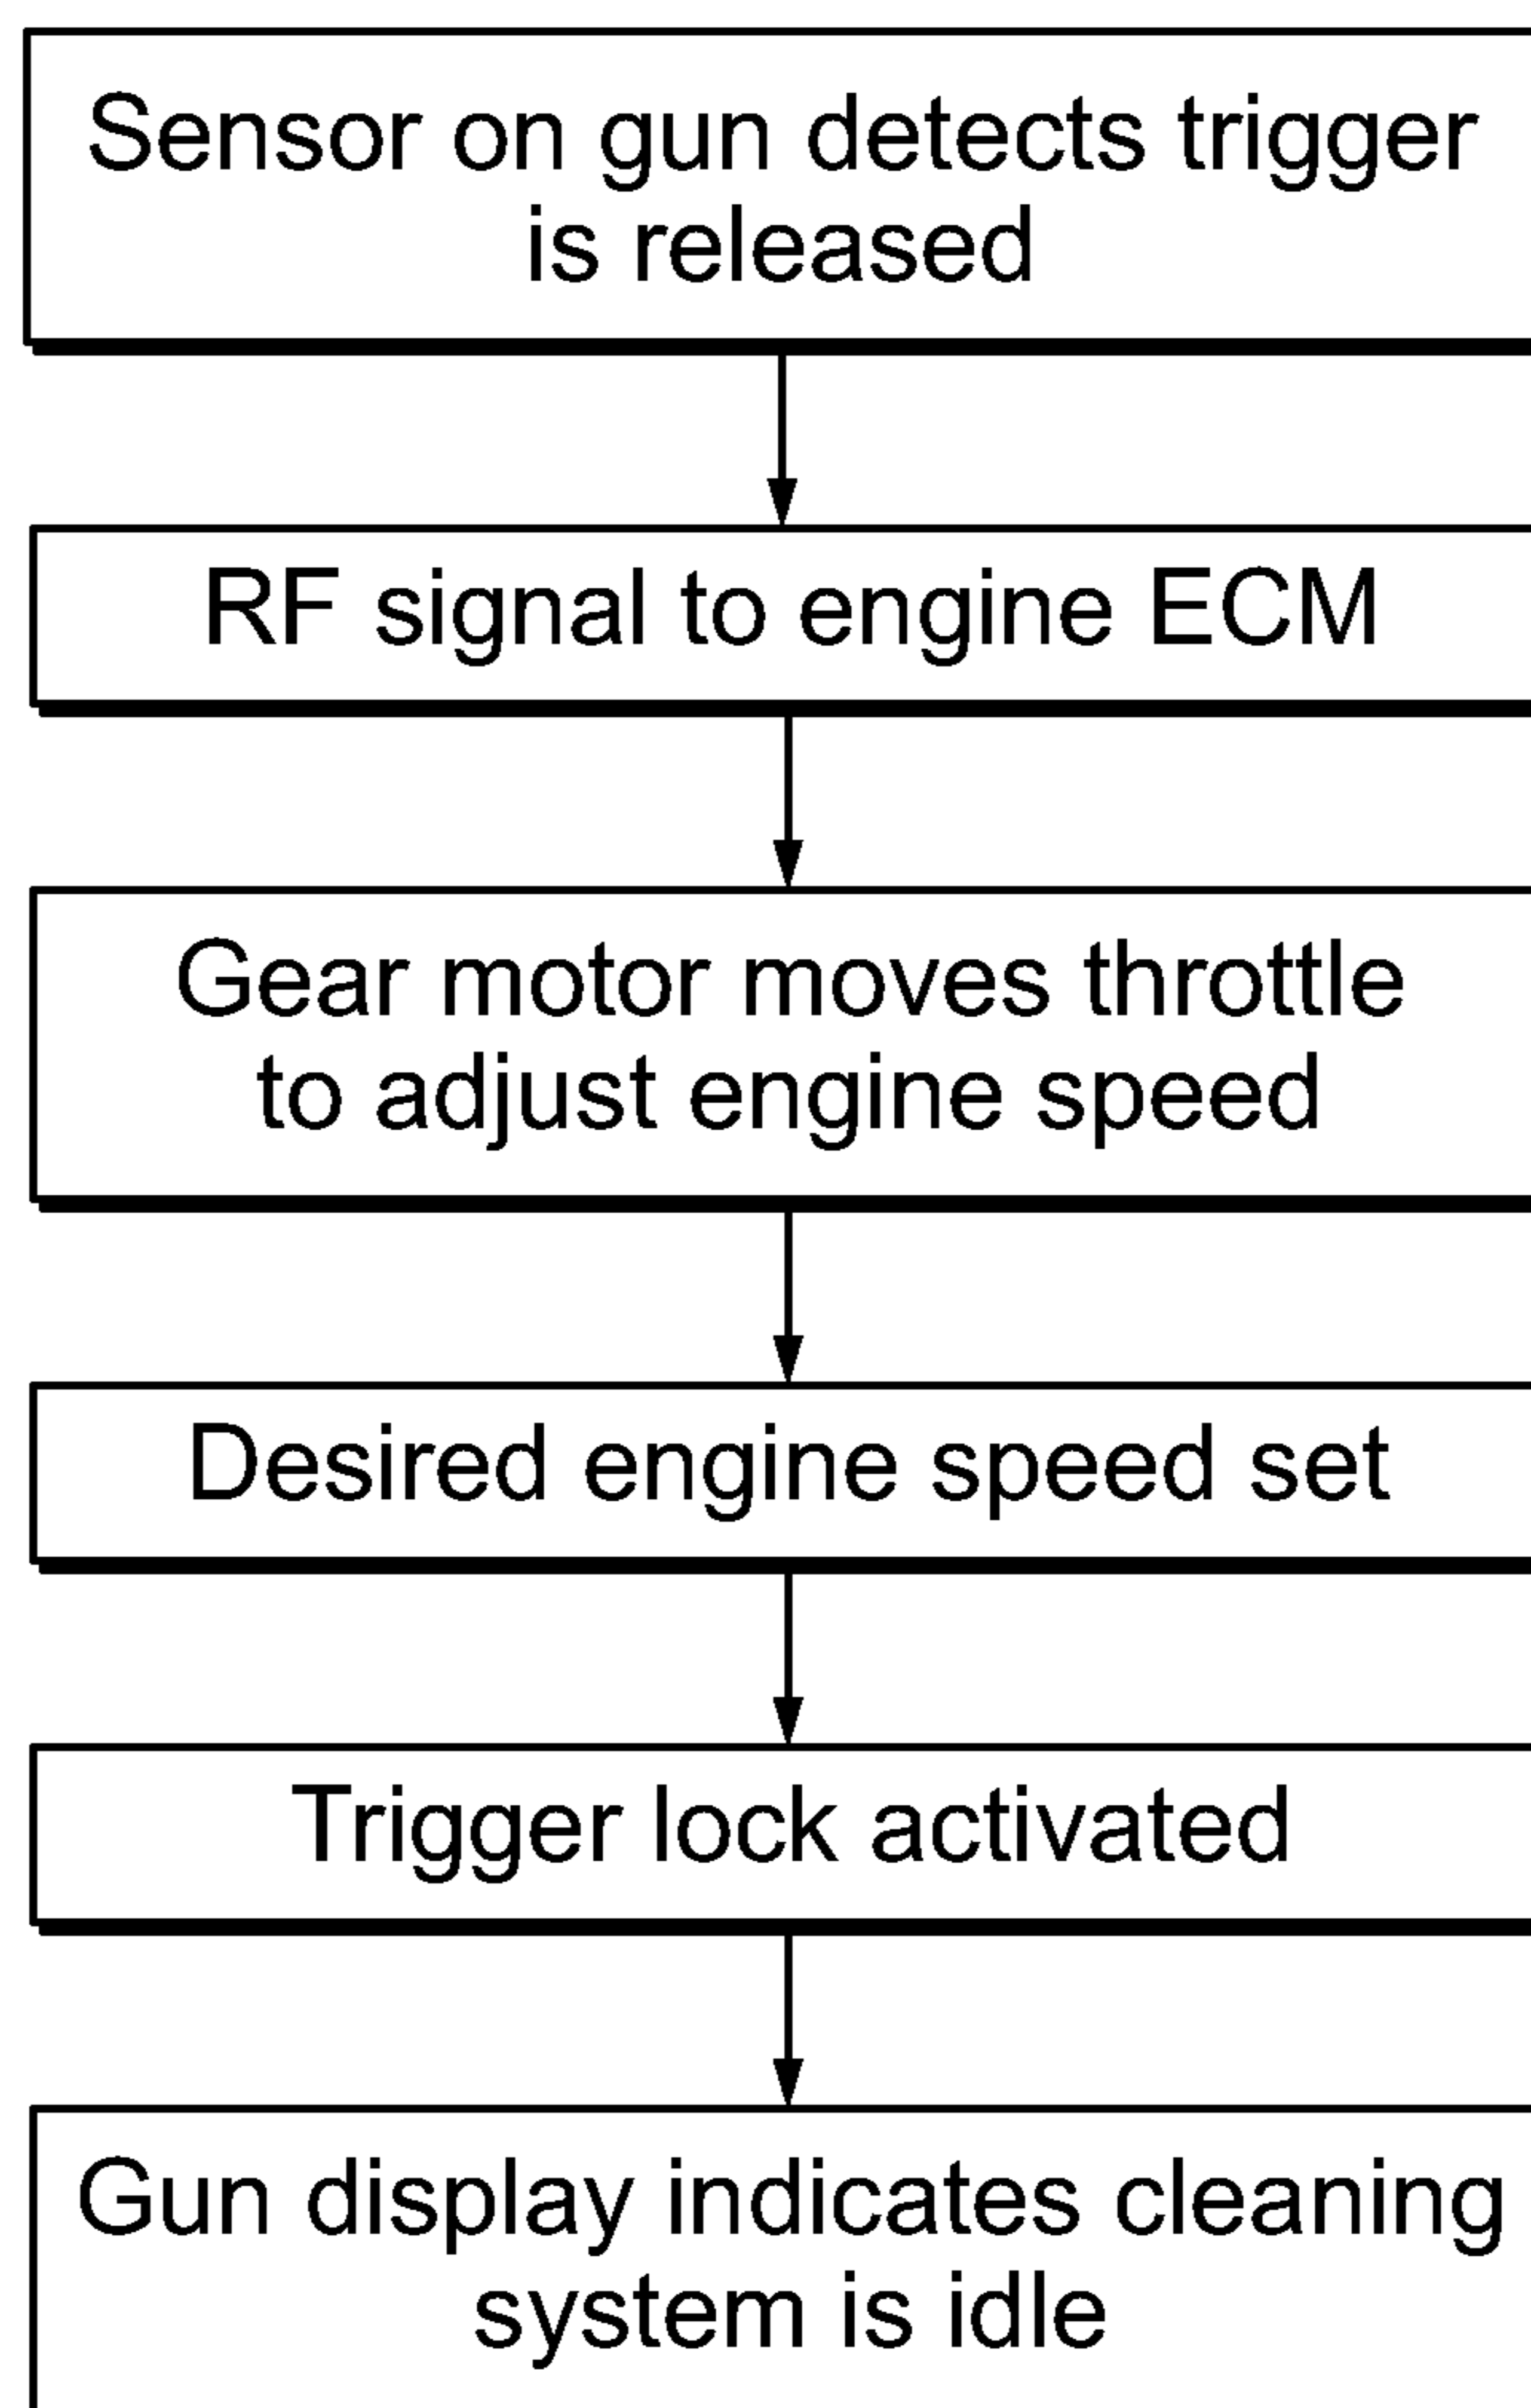 Sensor on gun detects trigger
is released
RF signal to engine ECM
Gear motor moves throttle
to adjust engine speed
Desired engine speed set
Trigger lock activated
Gun display indicates cleaning
system is idle